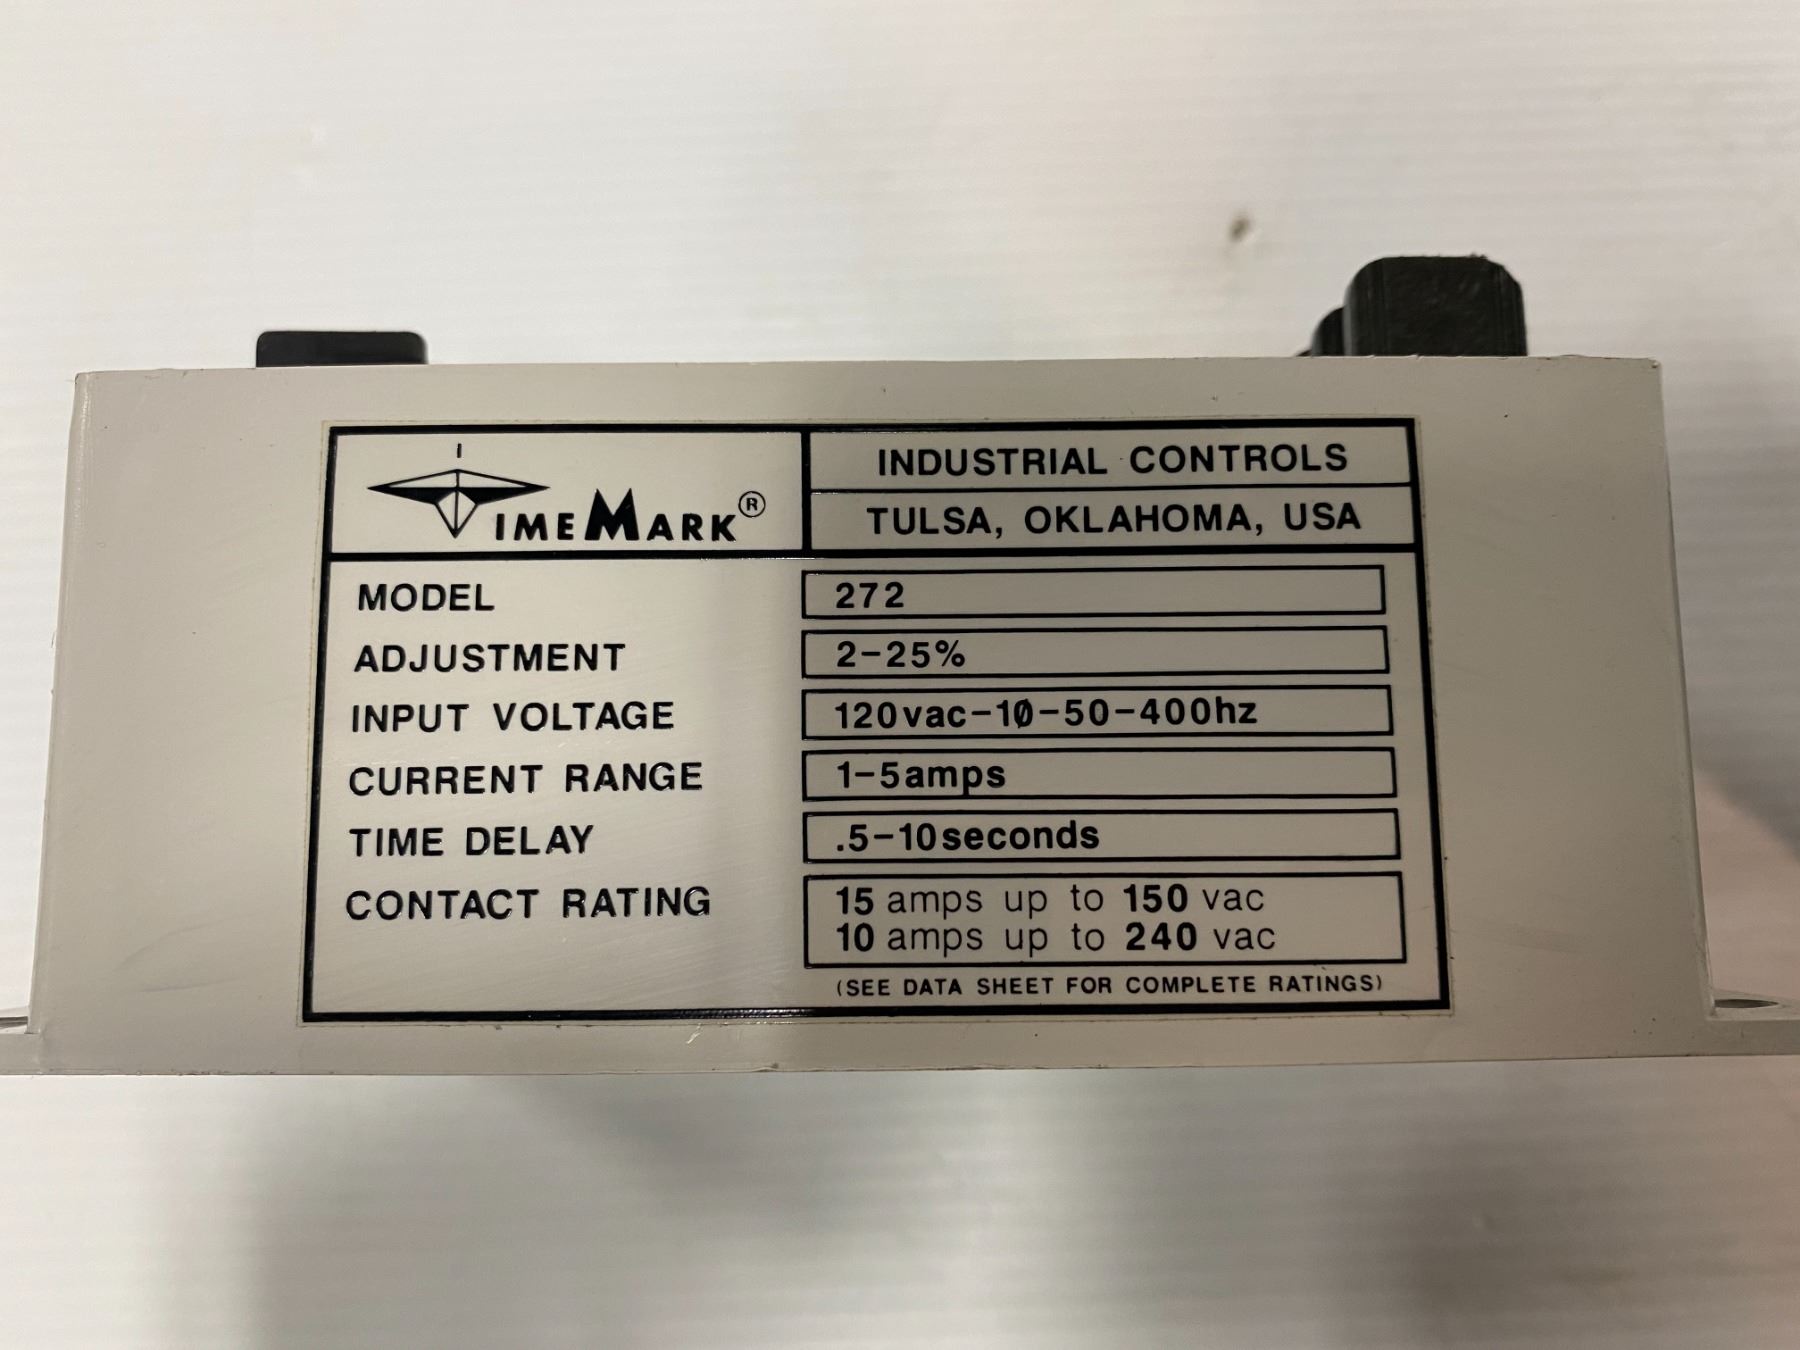 TIMEMARK®
INDUSTRIAL CONTROLS
TULSA, OKLAHOMA, USA
MODEL 272
ADJUSTMENT 2-25%
INPUT VOLTAGE 120vac-1ø-50-400hz
CURRENT RANGE 1-5amps
TIME DELAY .5-10seconds
CONTACT RATING 15 amps up to 150 vac
10 amps up to 240 vac
(SEE DATA SHEET FOR COMPLETE RATINGS)